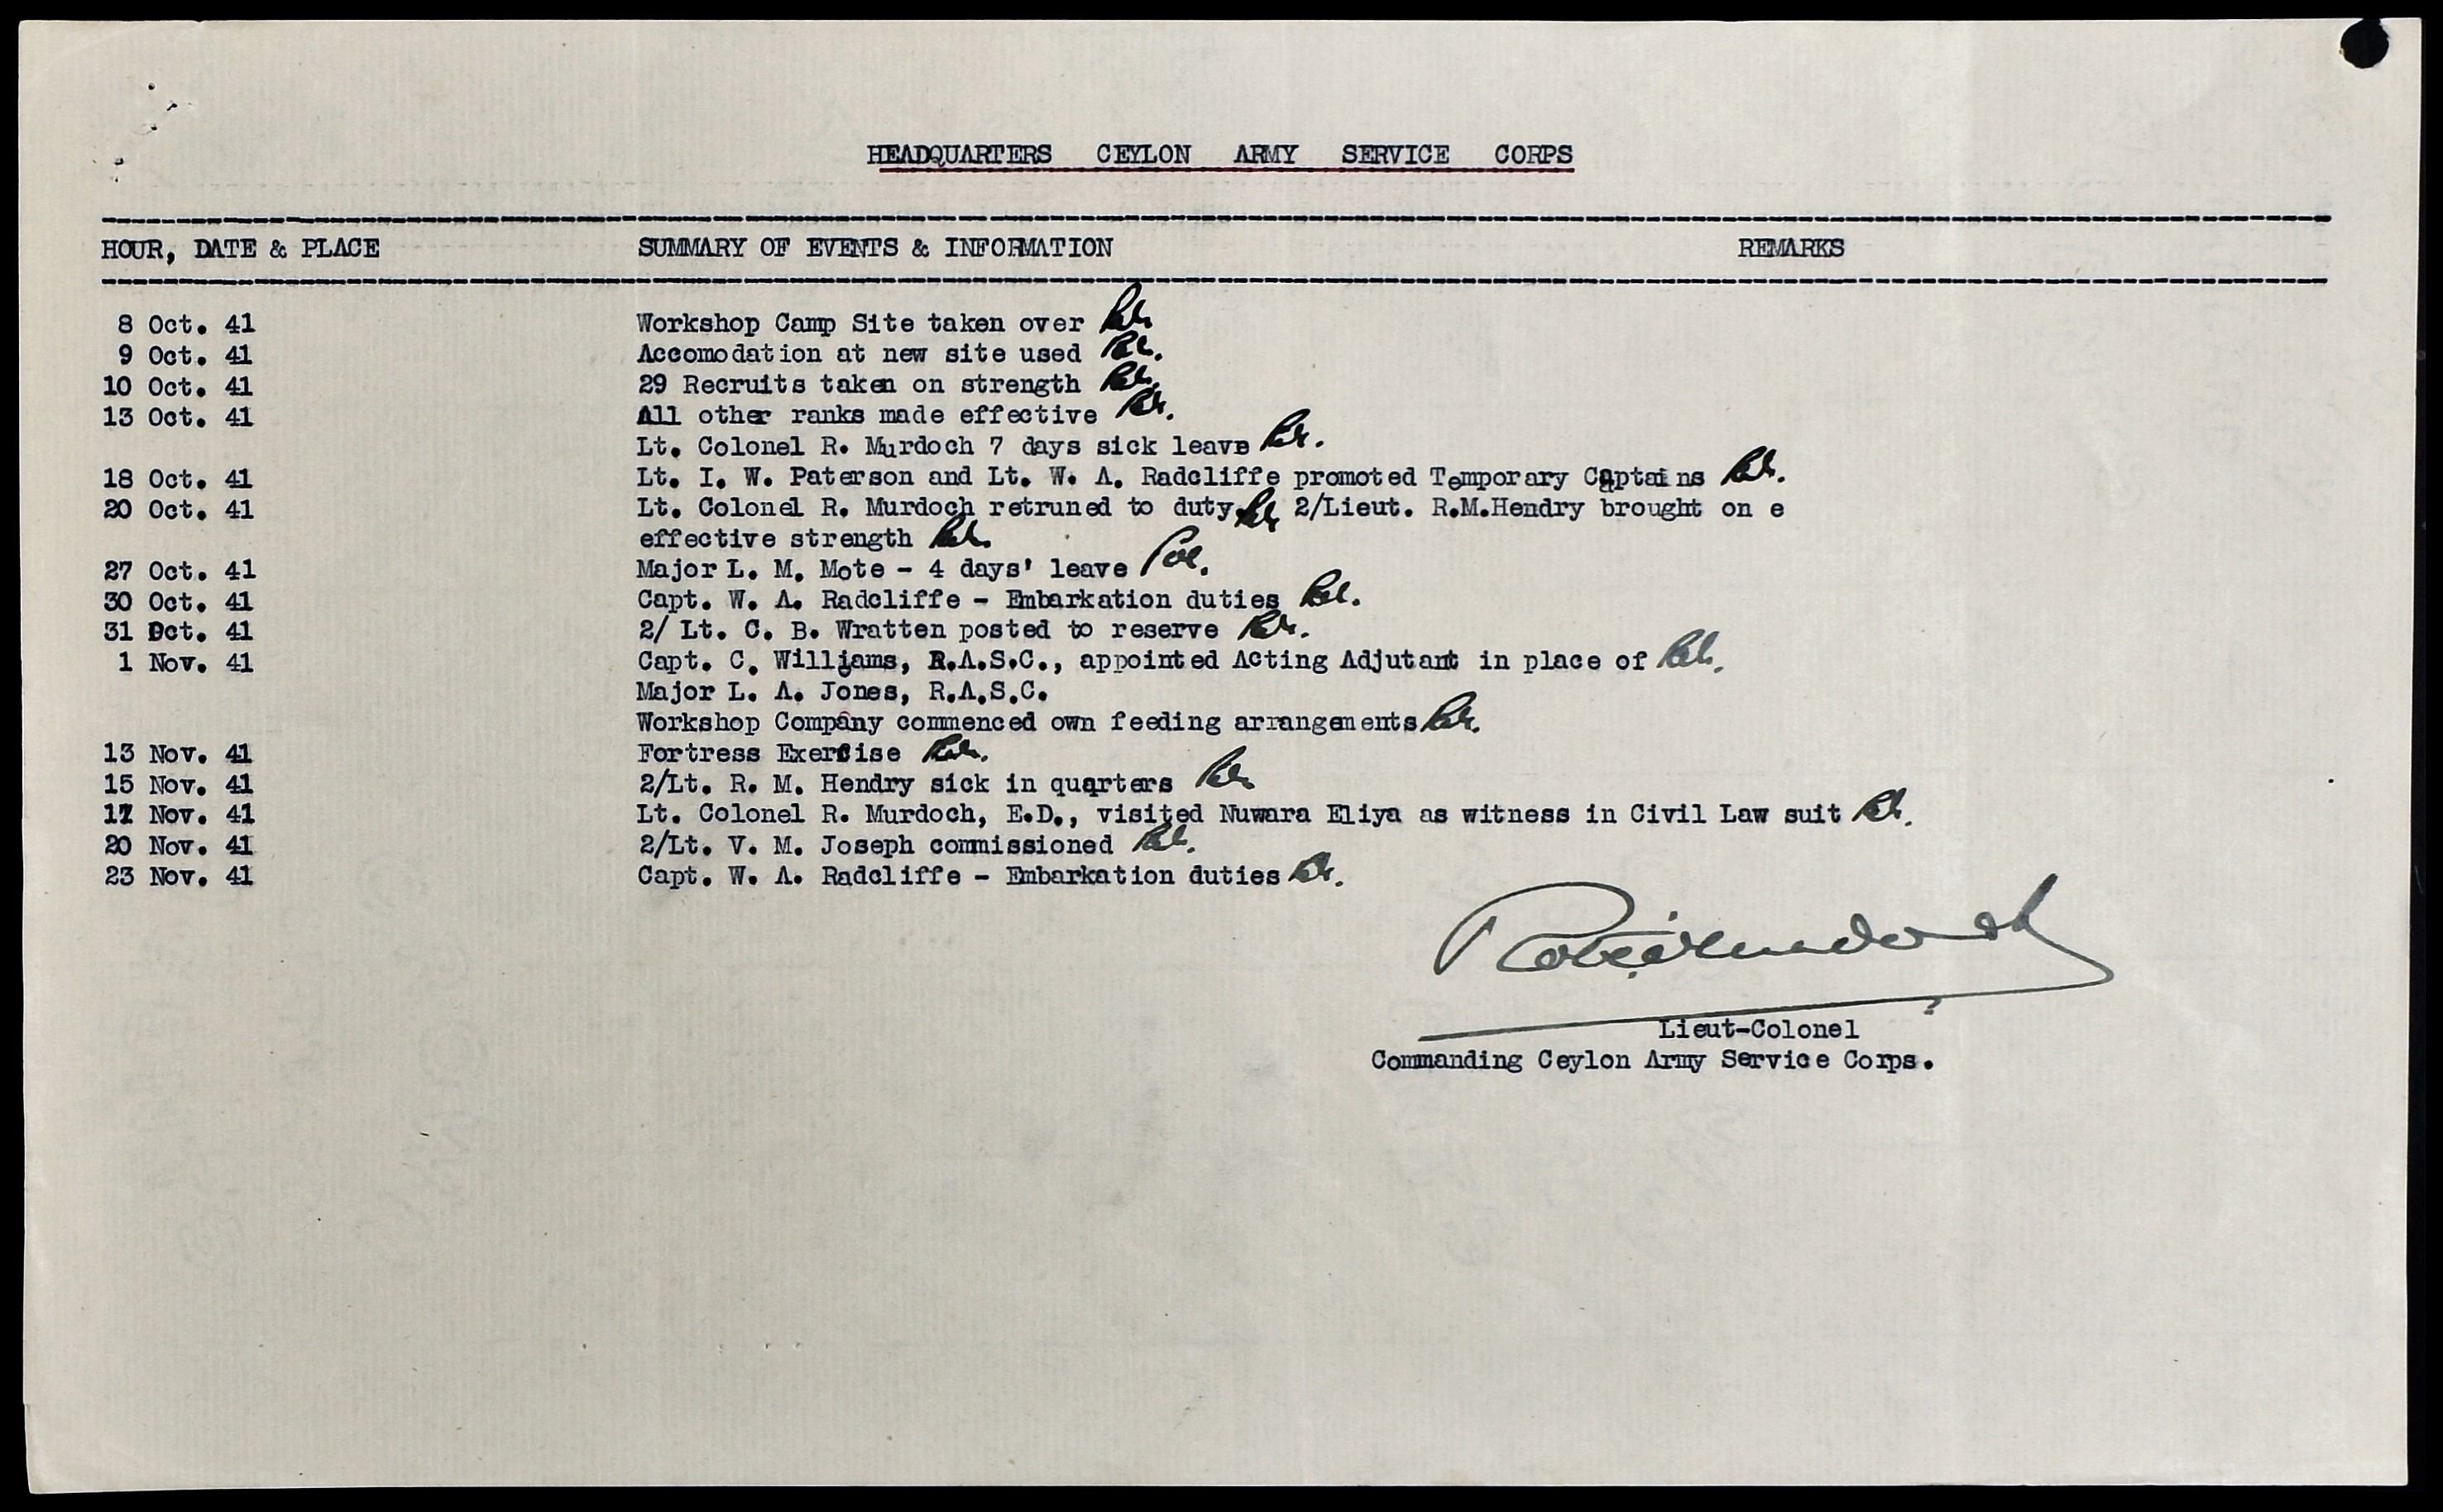 HEADQUARTERS CEYLON ARMY SERVICE CORPS
HOUR, DATE & PLACE SUMMARY OF EVENTS & INFORMATION REMARKS
8 Oct. 41 Workshop Camp Site taken over
9 Oct. 41 Accomodation at new site used
10 Oct. 41 29 Recruits taken on strength
13 Oct. 41 All other ranks made effective
Lt. Colonel R. Murdoch 7 days sick leave
18 Oct. 41 Lt. I. W. Paterson and Lt. W. A. Radcliffe promoted Temporary Captains
20 Oct. 41 Lt. Colonel R. Murdoch retruned to duty 2/Lieut. R.M.Hendry brought on e
effective strength
27 Oct. 41 Major L. M. Mote - 4 days' leave
30 Oct. 41 Capt. W. A. Radcliffe - Embarkation duties
31 Oct. 41 2/ Lt. C. B. Wratten posted to reserve
1 Nov. 41 Capt. C. Williams, R.A.S.C., appointed Acting Adjutant in place of
Major L. A. Jones, R.A.S.C.
Workshop Company commenced own feeding arrangements
13 Nov. 41 Fortress Exercise
15 Nov. 41 2/Lt. R. M. Hendry sick in quarters
17 Nov. 41 Lt. Colonel R. Murdoch, E.D., visited Nuwara Eliya as witness in Civil Law suit
20 Nov. 41 2/Lt. V. M. Joseph commissioned
23 Nov. 41 Capt. W. A. Radcliffe - Embarkation duties
Lieut-Colonel
Commanding Ceylon Army Service Corps.